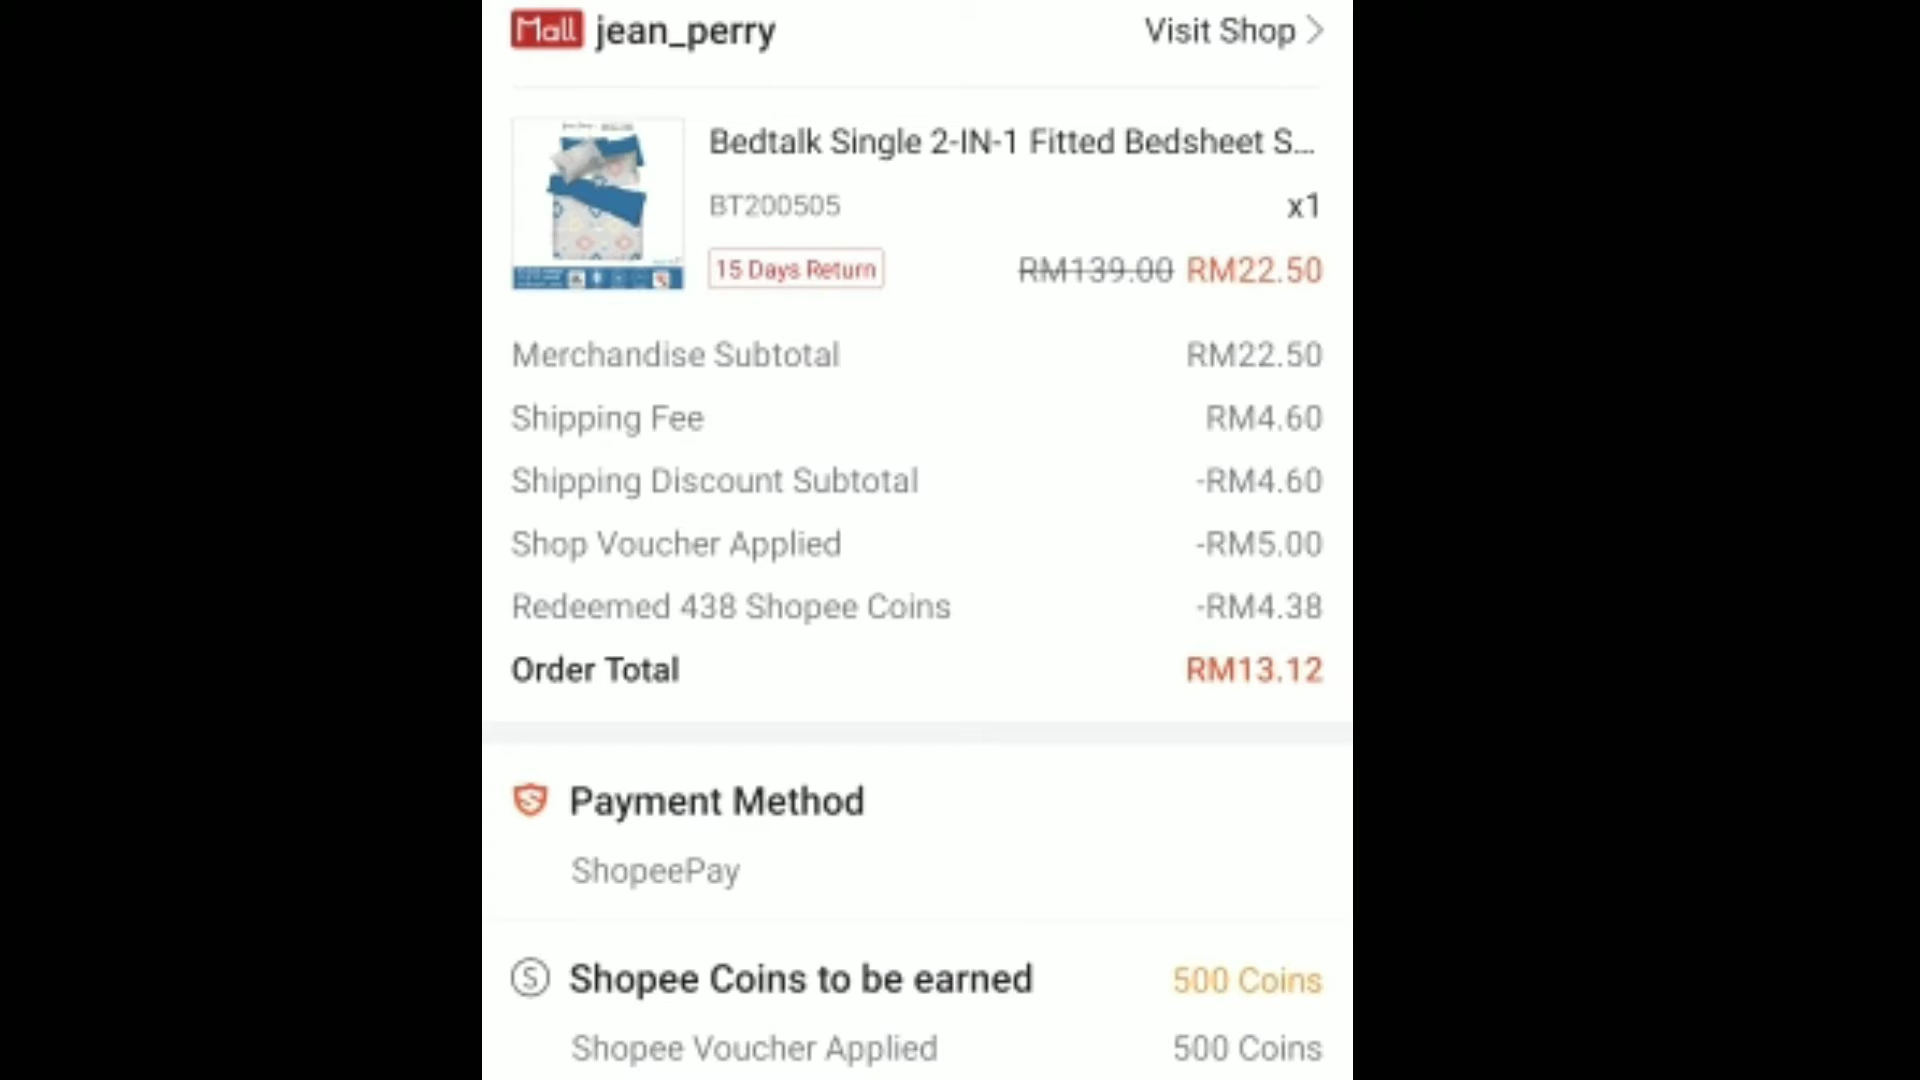 Mall jean_perry Visit Shop
Bedtalk Single 2-IN-1 Fitted Bedsheet S...
BT200505 x1
15 Days Return RM139.00 RM22.50
Merchandise Subtotal RM22.50
Shipping Fee RM4.60
Shipping Discount Subtotal -RM4.60
Shop Voucher Applied -RM5.00
Redeemed 438 Shopee Coins -RM4.38
Order Total RM13.12
Payment Method
ShopeePay
Shopee Coins to be earned 500 Coins
Shopee Voucher Applied 500 Coins